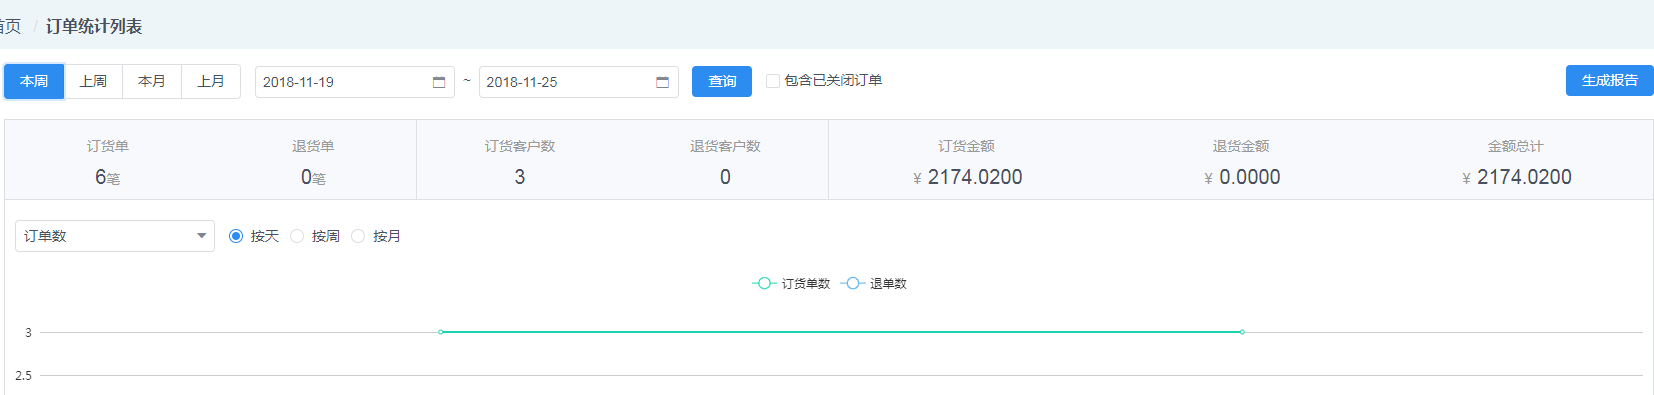 首页 / 订单统计列表
本周 上周 本月 上月 2018-11-19 ~ 2018-11-25 查询 包含已关闭订单 生成报告
订货单 退货单 订货客户数 退货客户数 订货金额 退货金额 金额总计
6笔 0笔 3 0 ¥ 2174.0200 ¥ 0.0000 ¥ 2174.0200
订单数 按天 按周 按月
订货单数 退单数
3
2.5